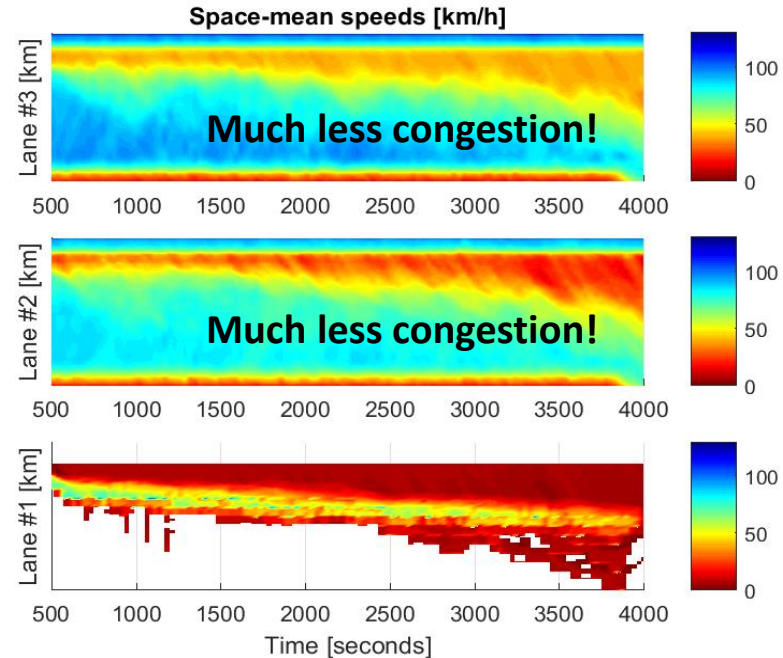 Space-mean speeds [km/h]
Lane #3 [km]
Much less congestion!
100
50
0
500 1000 1500 2000 2500 3000 3500 4000
Lane #2 [km]
Much less congestion!
100
50
0
500 1000 1500 2000 2500 3000 3500 4000
Lane #1 [km]
100
50
0
500 1000 1500 2000 2500 3000 3500 4000
Time [seconds]